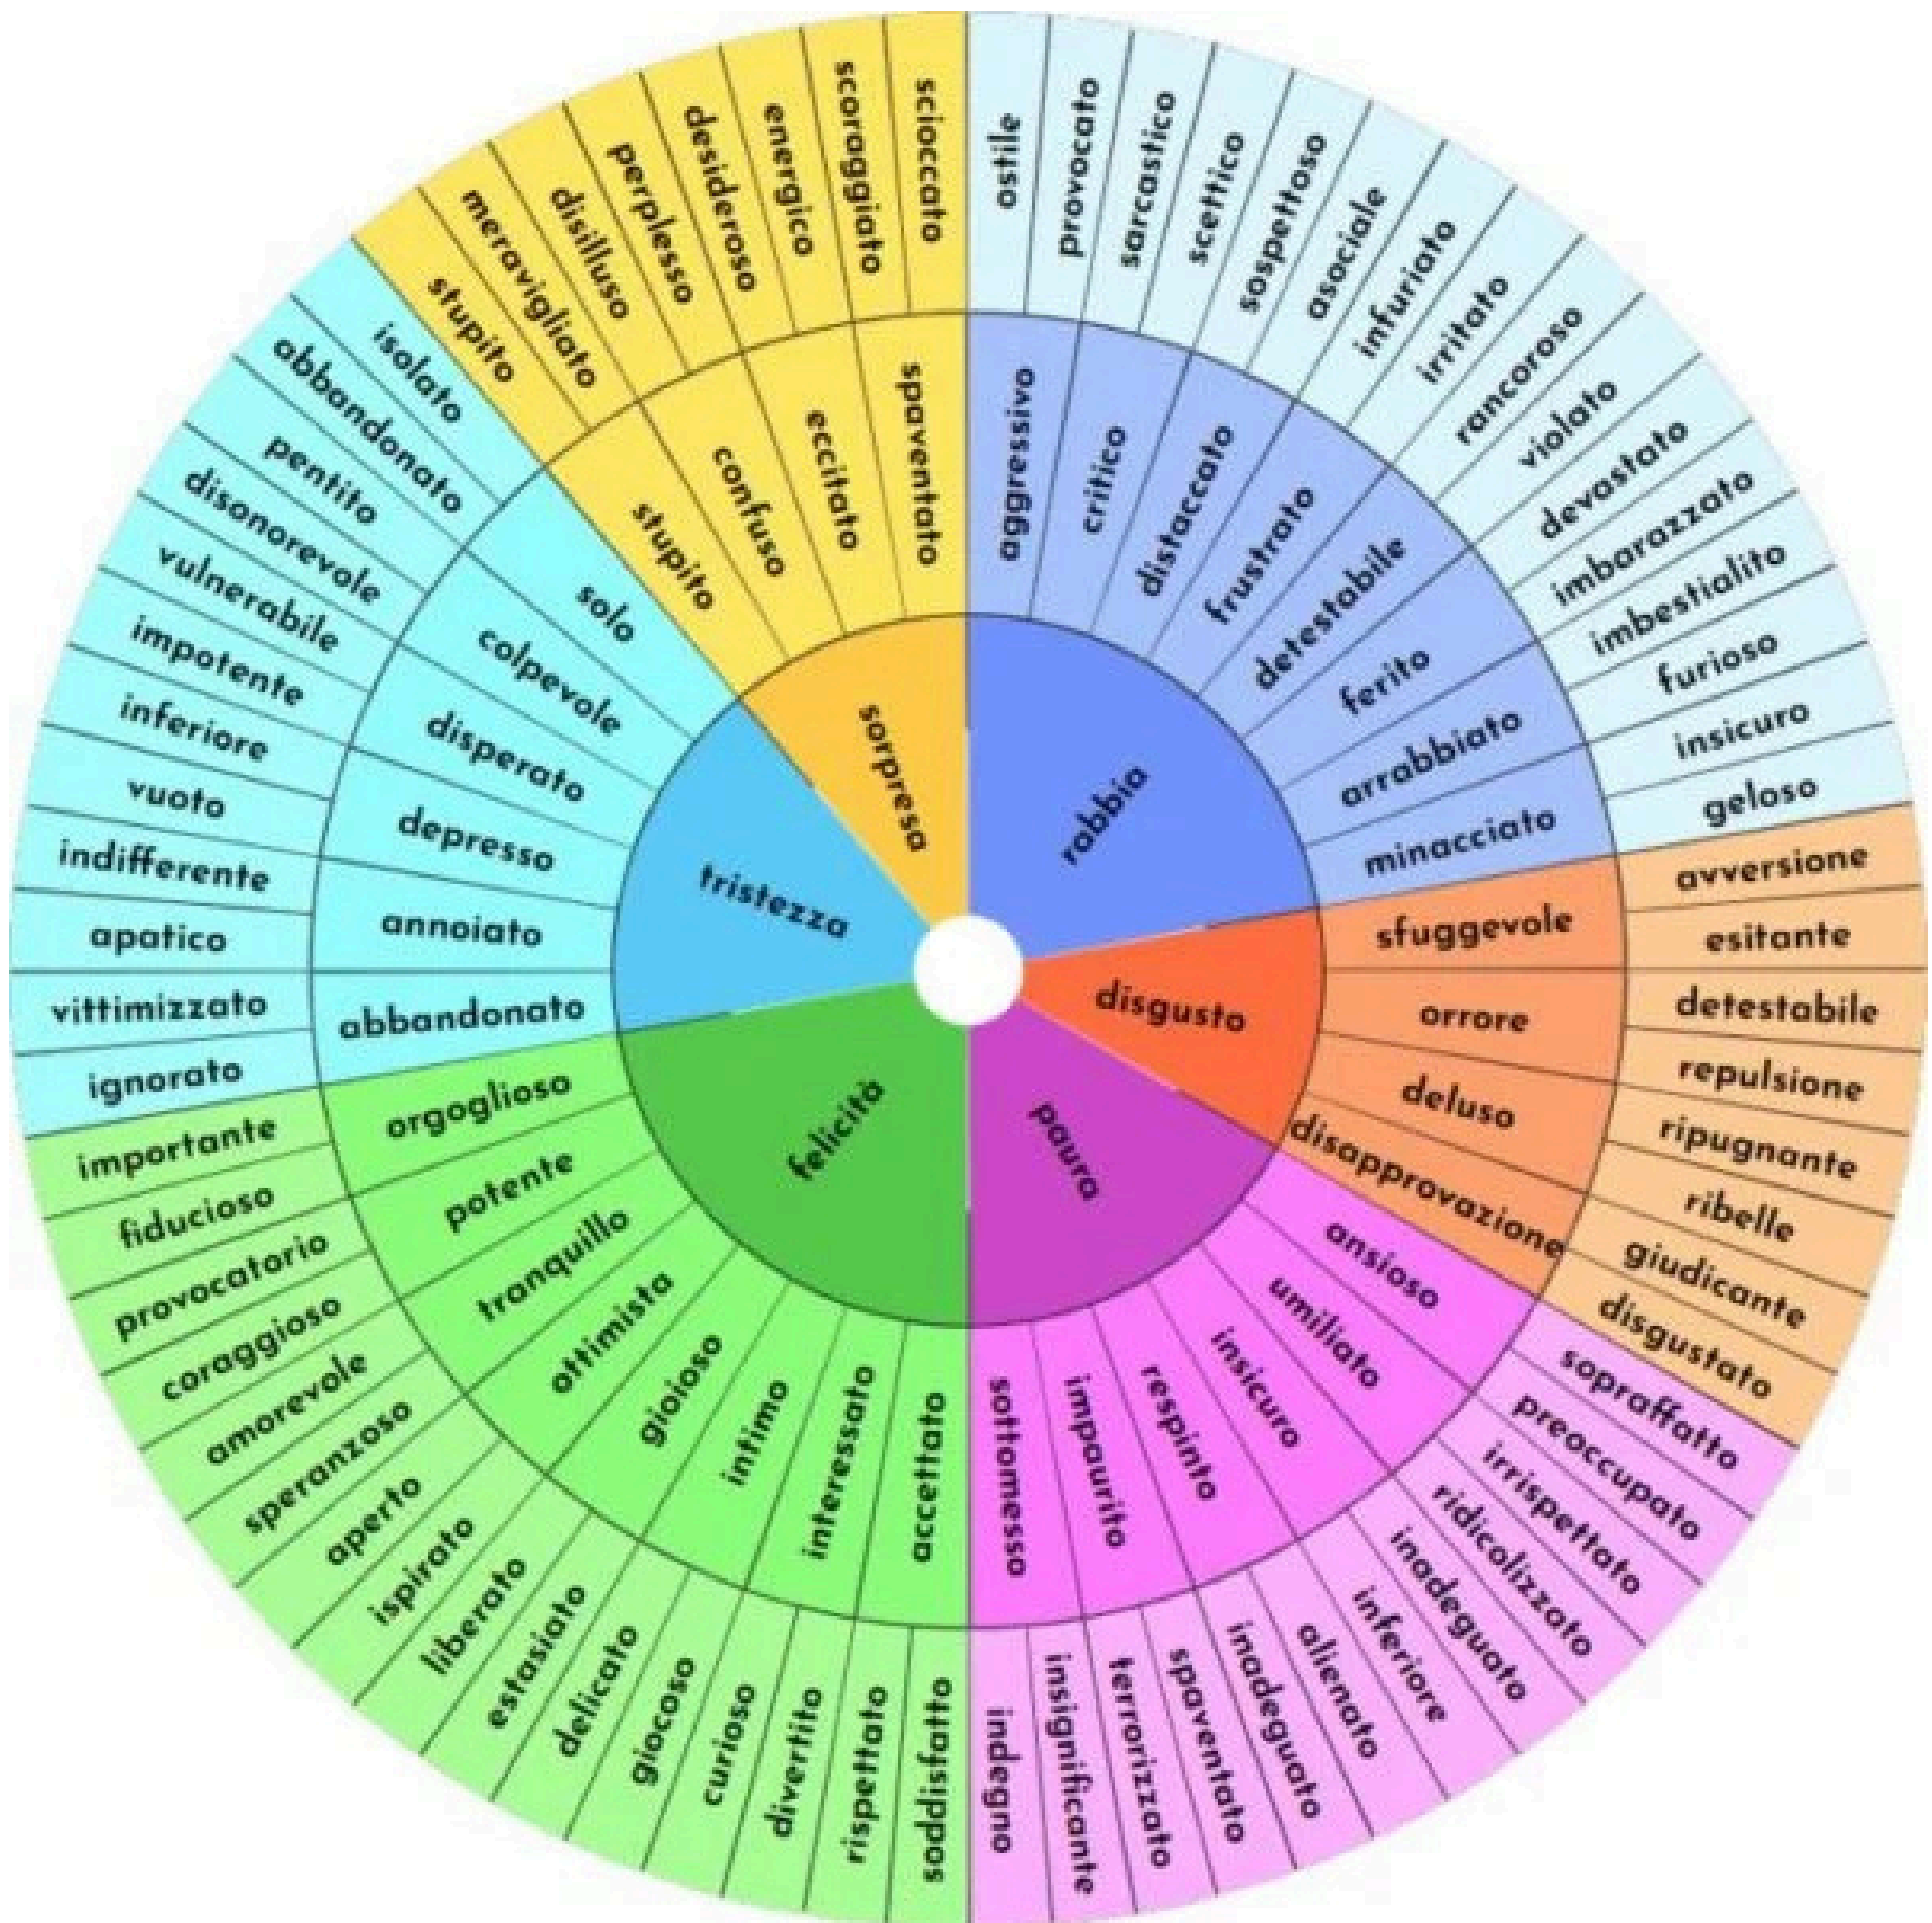 sorpresa
rabbia
disgusto
paura
felicità
tristezza
aggressivo
critico
distaccato
frustrato
detestabile
ferito
arrabbiato
minacciato
sfuggevole
orrore
deluso
disapprovazione
ansioso
umiliato
insicuro
respinto
impaurito
sottomesso
accettato
interessato
intimo
gioioso
ottimista
tranquillo
potente
orgoglioso
abbandonato
annoiato
depresso
disperato
colpevole
solo
stupito
confuso
eccitato
spaventato
ostile
provocato
sarcastico
scettico
sospettoso
asociale
infuriato
irritato
rancoroso
violato
devastato
imbarazzato
imbestialito
furioso
insicuro
geloso
avversione
esitante
detestabile
repulsione
ripugnante
ribelle
giudicante
disgustato
sopraffatto
preoccupato
irrispettato
ridicolizzato
inadeguato
inferiore
alienato
inadeguato
spaventato
terrorizzato
insignificante
indegno
soddisfatto
rispettato
divertito
curioso
giocoso
delicato
estasiato
liberato
ispirato
aperto
speranzoso
amorevole
coraggioso
provocatorio
fiducioso
importante
ignorato
vittimizzato
apatico
indifferente
vuoto
inferiore
impotente
vulnerabile
disonorevole
pentito
abbandonato
isolato
stupito
meravigliato
disilluso
perplesso
desideroso
energico
scoraggiato
scioccato